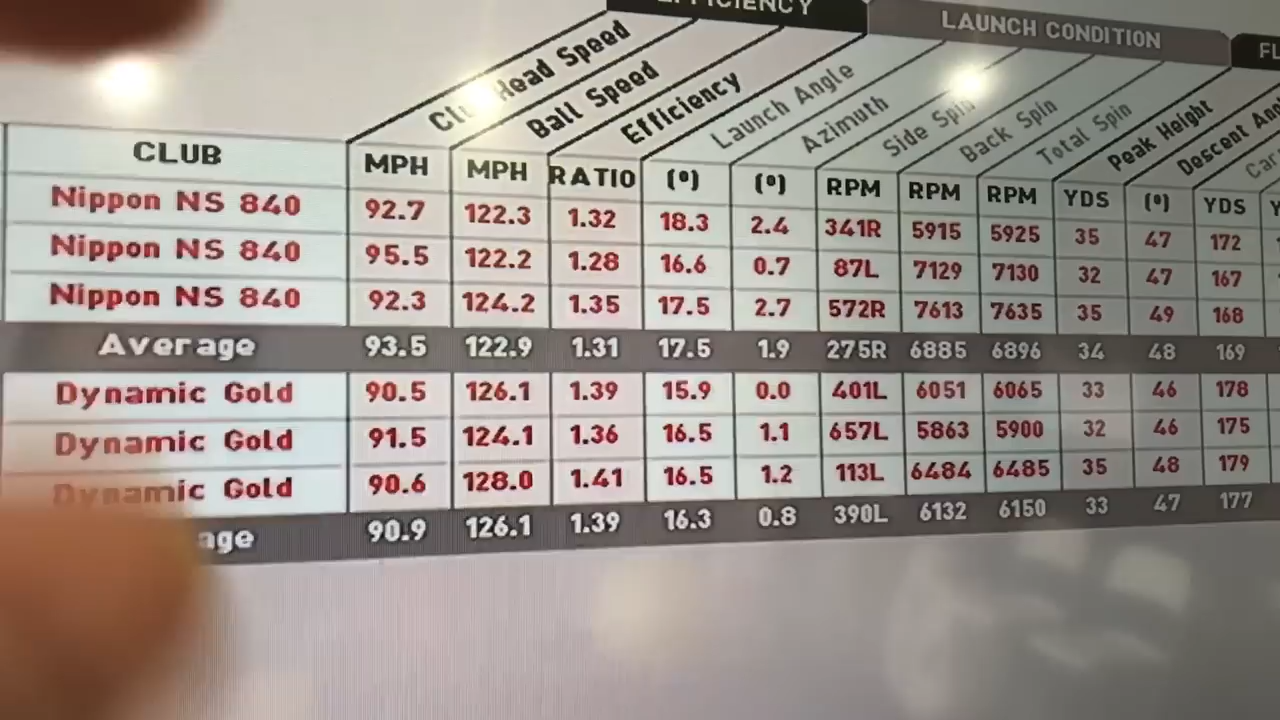 LAUNCH CONDITION
Head Speed
Ball Speed
Efficiency
Launch Angle
Azimuth
Side Spin
Back Spin
Total Spin
Peak Height
Descent
CLUB MPH MPH RATIO (º) (º) RPM RPM RPM YDS (º) YDS
Nippon NS 840 92.7 122.3 1.32 18.3 2.4 341R 5915 5925 35 47 172
Nippon NS 840 95.5 122.2 1.28 16.6 0.7 87L 7129 7130 32 47 167
Nippon NS 840 92.3 124.2 1.35 17.5 2.7 572R 7613 7635 35 49 168
Average 93.5 122.9 1.31 17.5 1.9 275R 6885 6896 34 48 169
Dynamic Gold 90.5 126.1 1.39 15.9 0.0 401L 6051 6065 33 46 178
Dynamic Gold 91.5 124.1 1.36 16.5 1.1 657L 5863 5900 32 46 175
Dynamic Gold 90.6 128.0 1.41 16.5 1.2 113L 6484 6485 35 48 179
age 90.9 126.1 1.39 16.3 0.8 390L 6132 6150 33 47 177